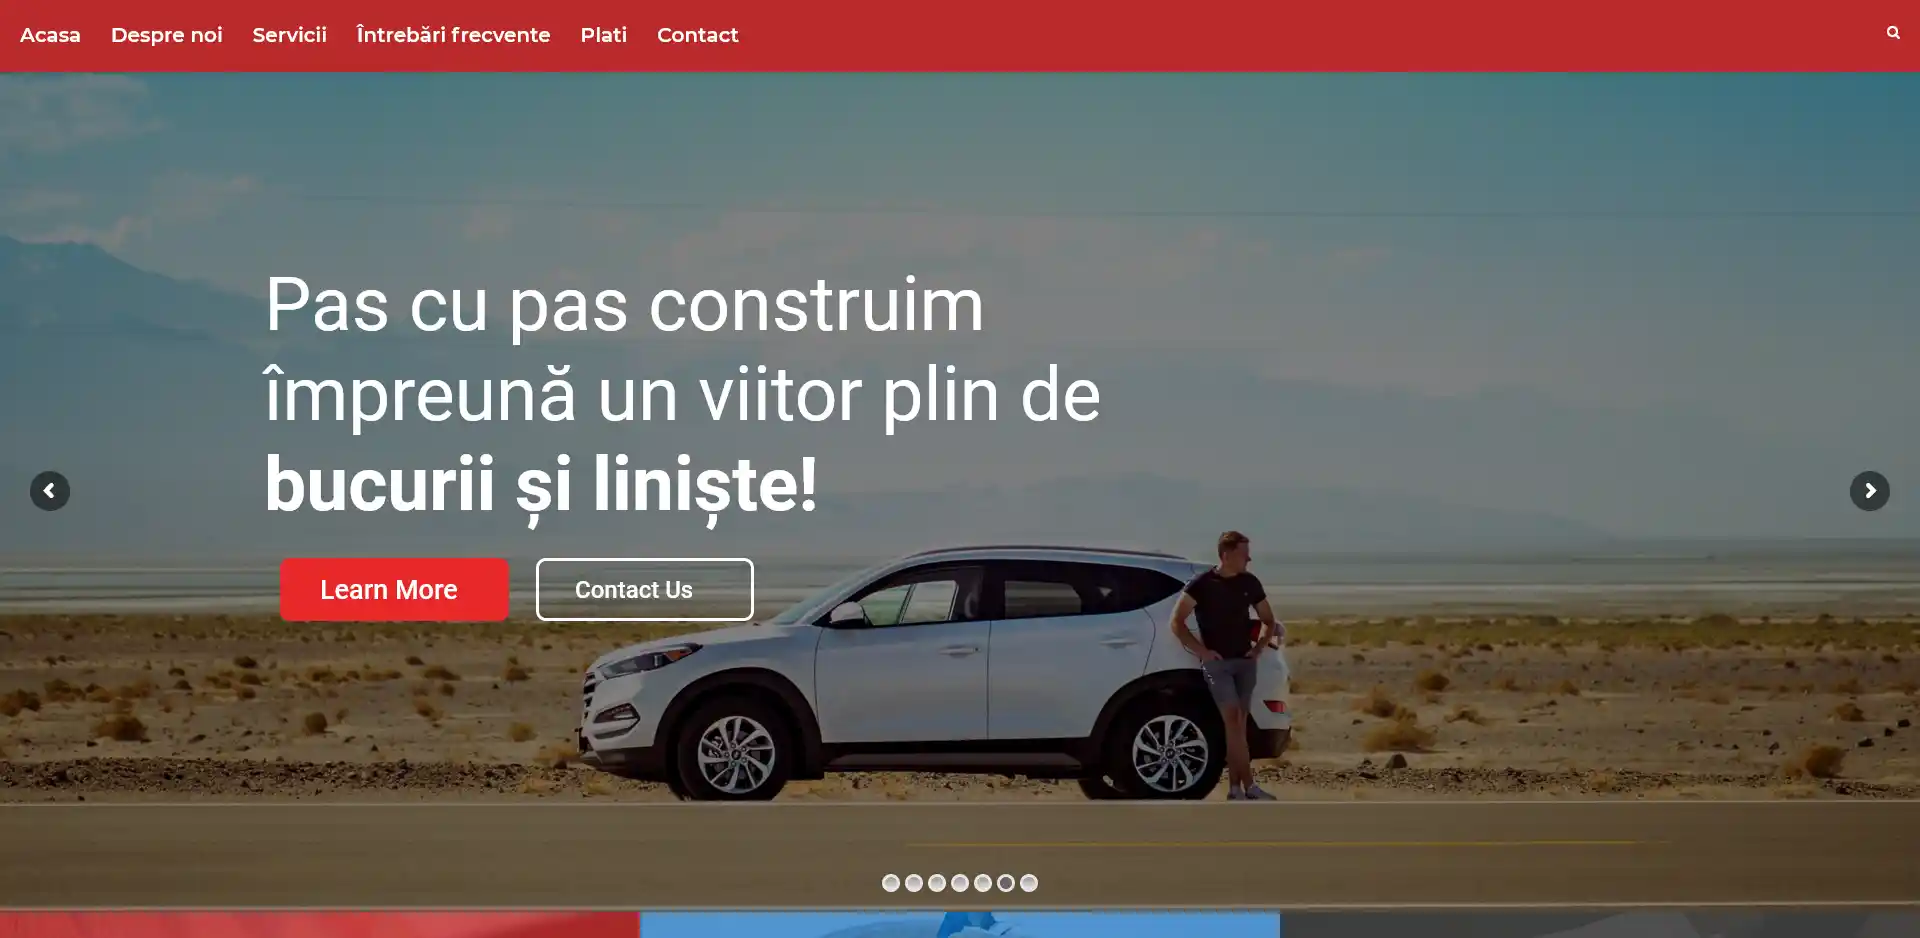 Acasa Despre noi Servicii Întrebări frecvente Plati Contact
Pas cu pas construim
împreună un viitor plin de
bucurii și liniște!
Learn More Contact Us